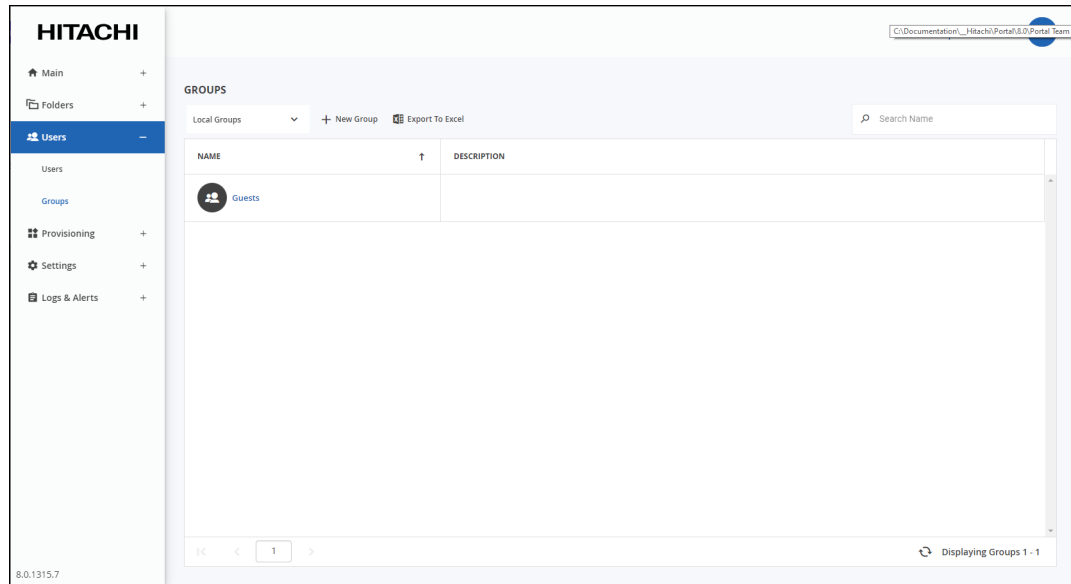 HITACHI
C:\Documentation\__Hitachi\Portal\8.0\Portal Team
Main
Folders
Users
Users
Groups
Provisioning
Settings
Logs & Alerts
8.0.1315.7
GROUPS
Local Groups
New Group
Export To Excel
Search Name
NAME
DESCRIPTION
Guests
1
Displaying Groups 1 - 1